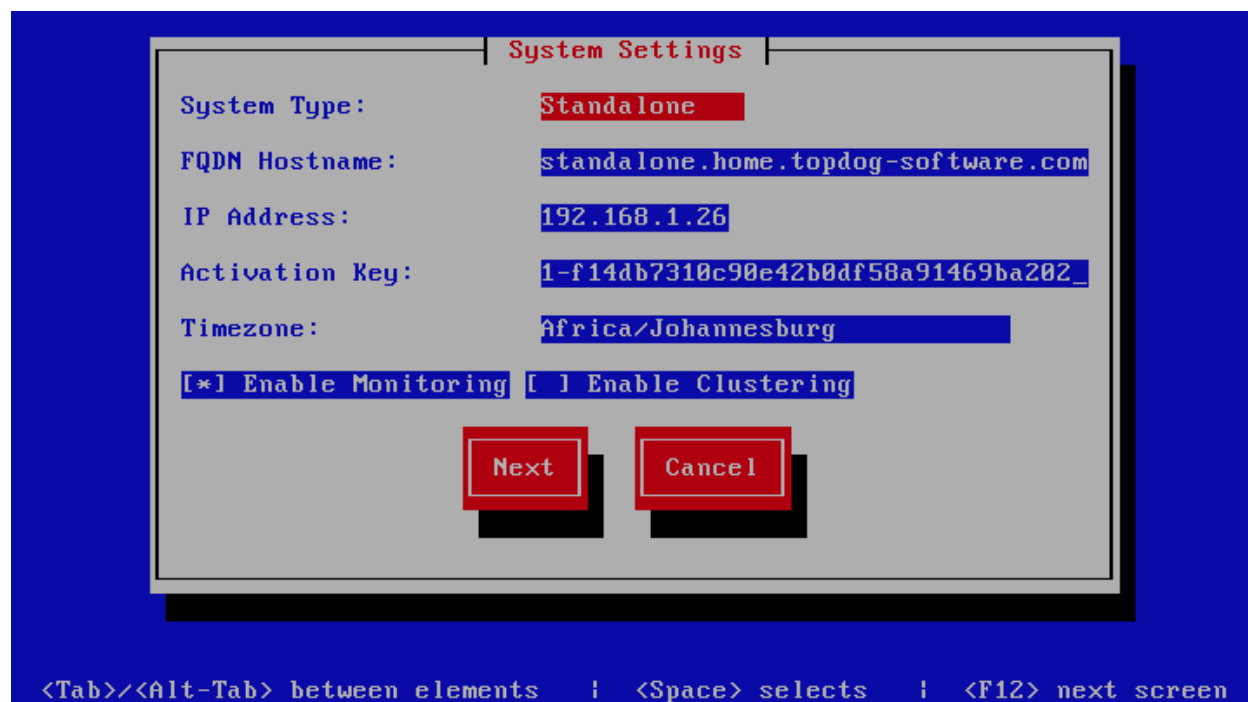 System Settings
System Type: Standalone
FQDN Hostname: standalone.home.topdog-software.com
IP Address: 192.168.1.26
Activation Key: 1-f14db7310c90e42b0df58a91469ba202_
Timezone: Africa/Johannesburg
[*] Enable Monitoring [ ] Enable Clustering
Next Cancel
<Tab>/<Alt-Tab> between elements | <Space> selects | <F12> next screen